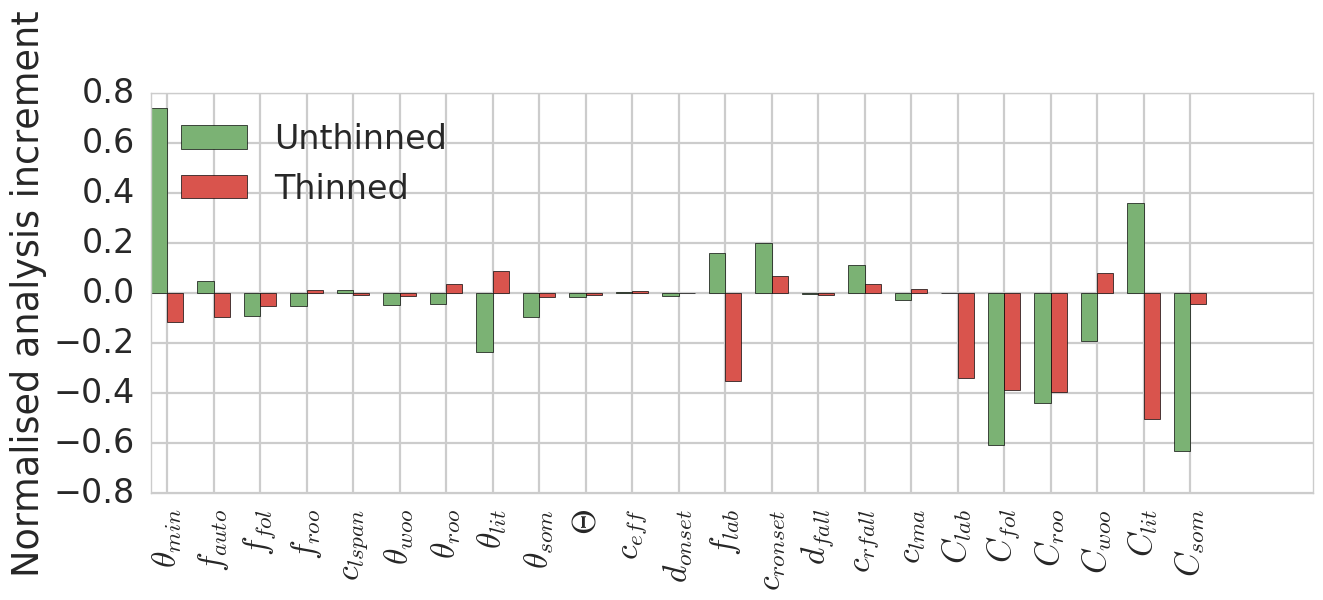 Normalised analysis increment
0.8
0.6
0.4
0.2
0.0
−0.2
−0.4
−0.6
−0.8
Unthinned
Thinned
θ_min
f_auto
f_fol
f_roo
c_lspan
θ_woo
θ_roo
θ_lit
θ_som
Θ
c_eff
d_onset
f_lab
c_ronset
d_fall
c_rfall
c_lma
C_lab
C_fol
C_roo
C_woo
C_lit
C_som